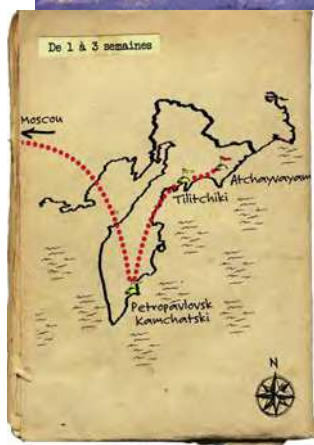 De 1 à 3 semaines
Moscou
Atchayvayam
Tilitchiki
Petropavlovsk
Kamchatski
N